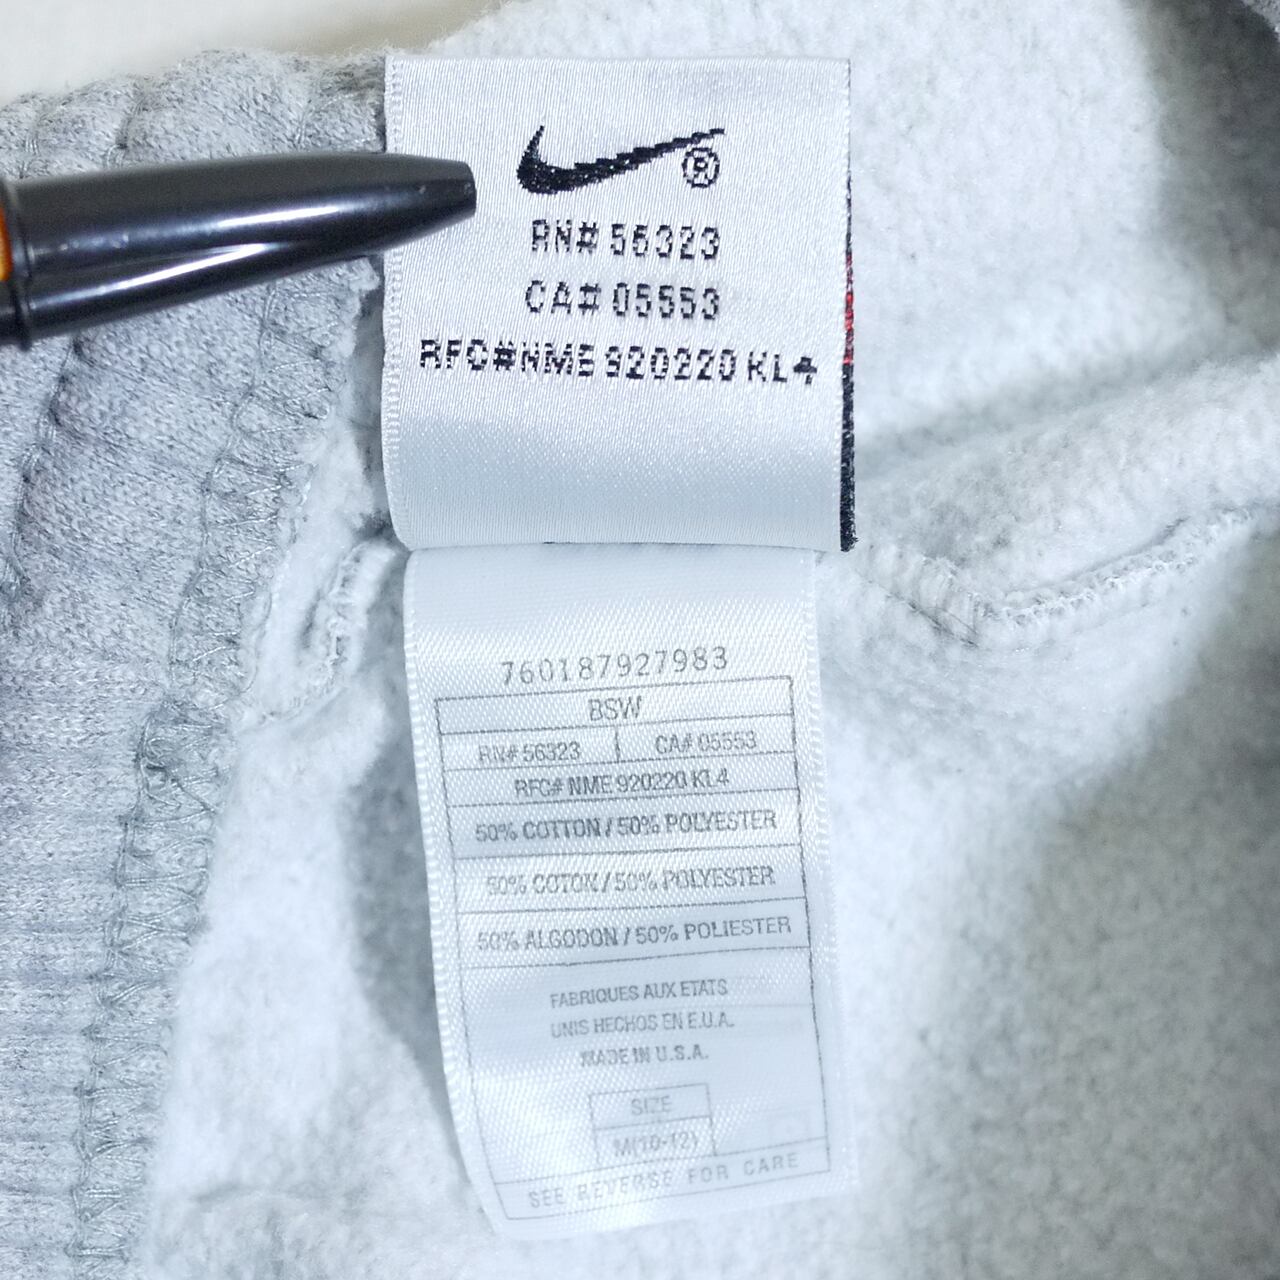 ®
RN# 56323
CA# 05553
RFC#NME 920220 KL4
760187927983
BSW
RN# 56323 CA# 05553
RFC# NME 920220 KL4
50% COTTON / 50% POLYESTER
50% COTON / 50% POLYESTER
50% ALGODON / 50% POLIESTER
FABRIQUES AUX ETATS
UNIS HECHOS EN E.U.A.
MADE IN U.S.A.
SIZE
M(10-12)
SEE REVERSE FOR CARE